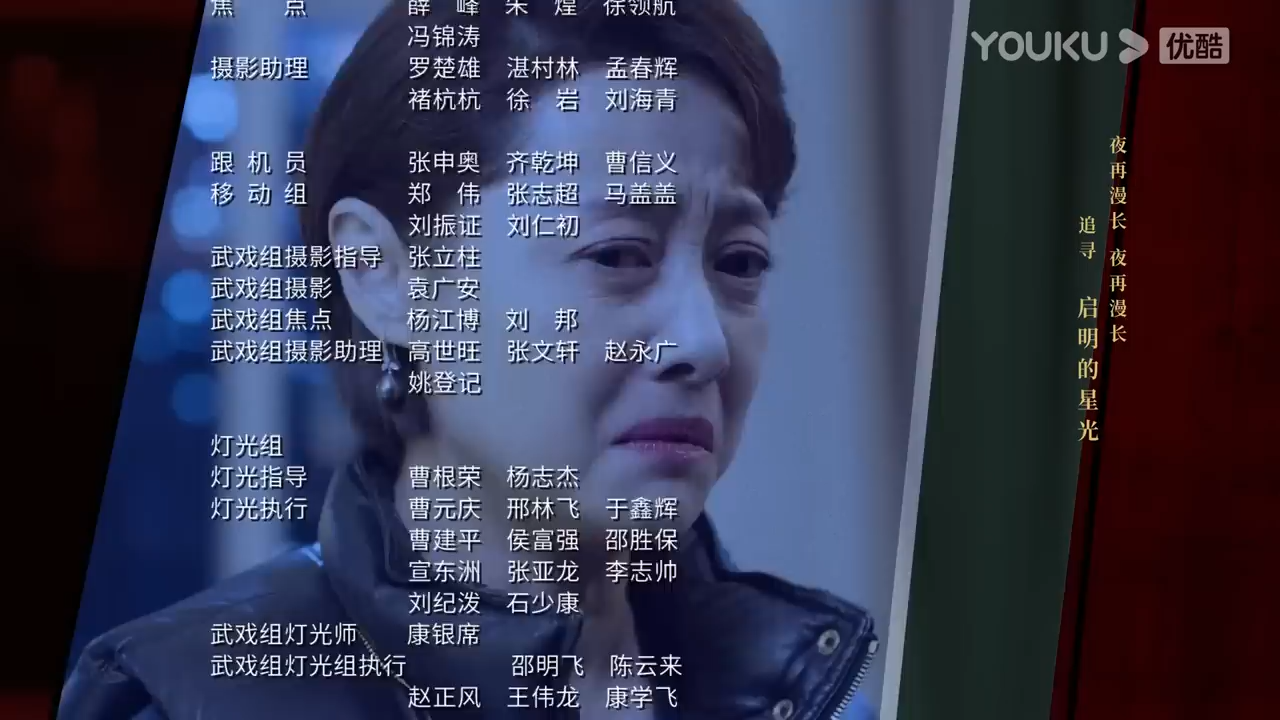 焦 点 薛 峰 朱 煌 徐领航
冯锦涛
摄影助理 罗楚雄 湛村林 孟春辉
褚杭杭 徐 岩 刘海青
跟 机 员 张申奥 齐乾坤 曹信义
移 动 组 郑 伟 张志超 马盖盖
刘振证 刘仁初
武戏组摄影指导 张立柱
武戏组摄影 袁广安
武戏组焦点 杨江博 刘 邦
武戏组摄影助理 高世旺 张文轩 赵永广
姚登记
灯光组
灯光指导 曹根荣 杨志杰
灯光执行 曹元庆 邢林飞 于鑫辉
曹建平 侯富强 邵胜保
宣东洲 张亚龙 李志帅
刘纪泼 石少康
武戏组灯光师 康银席
武戏组灯光组执行 邵明飞 陈云来
赵正风 王伟龙 康学飞
YOUKU 优酷
夜再漫长 夜再漫长
追寻 启明的星光